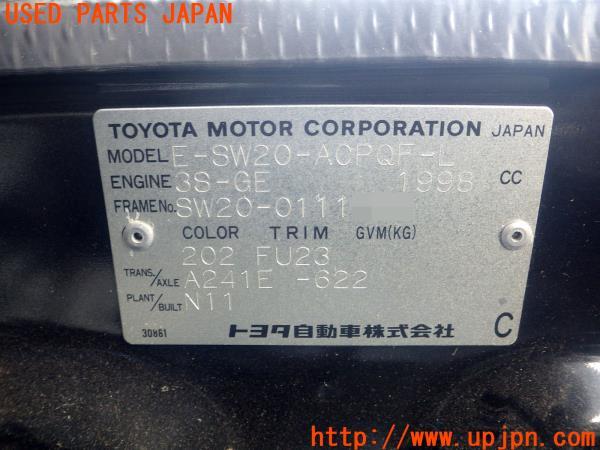 USED PARTS JAPAN
TOYOTA MOTOR CORPORATION JAPAN
MODEL E-SW20-ACPQF-L
ENGINE 3S-GE 1998 CC
FRAME No. SW20-0111
( COLOR TRIM GVM(KG)
202 FU23
TRANS./AXLE A241E -622
PLANT/BUILT N11
30861
トヨタ自動車株式会社 C
http://www.upjpn.com